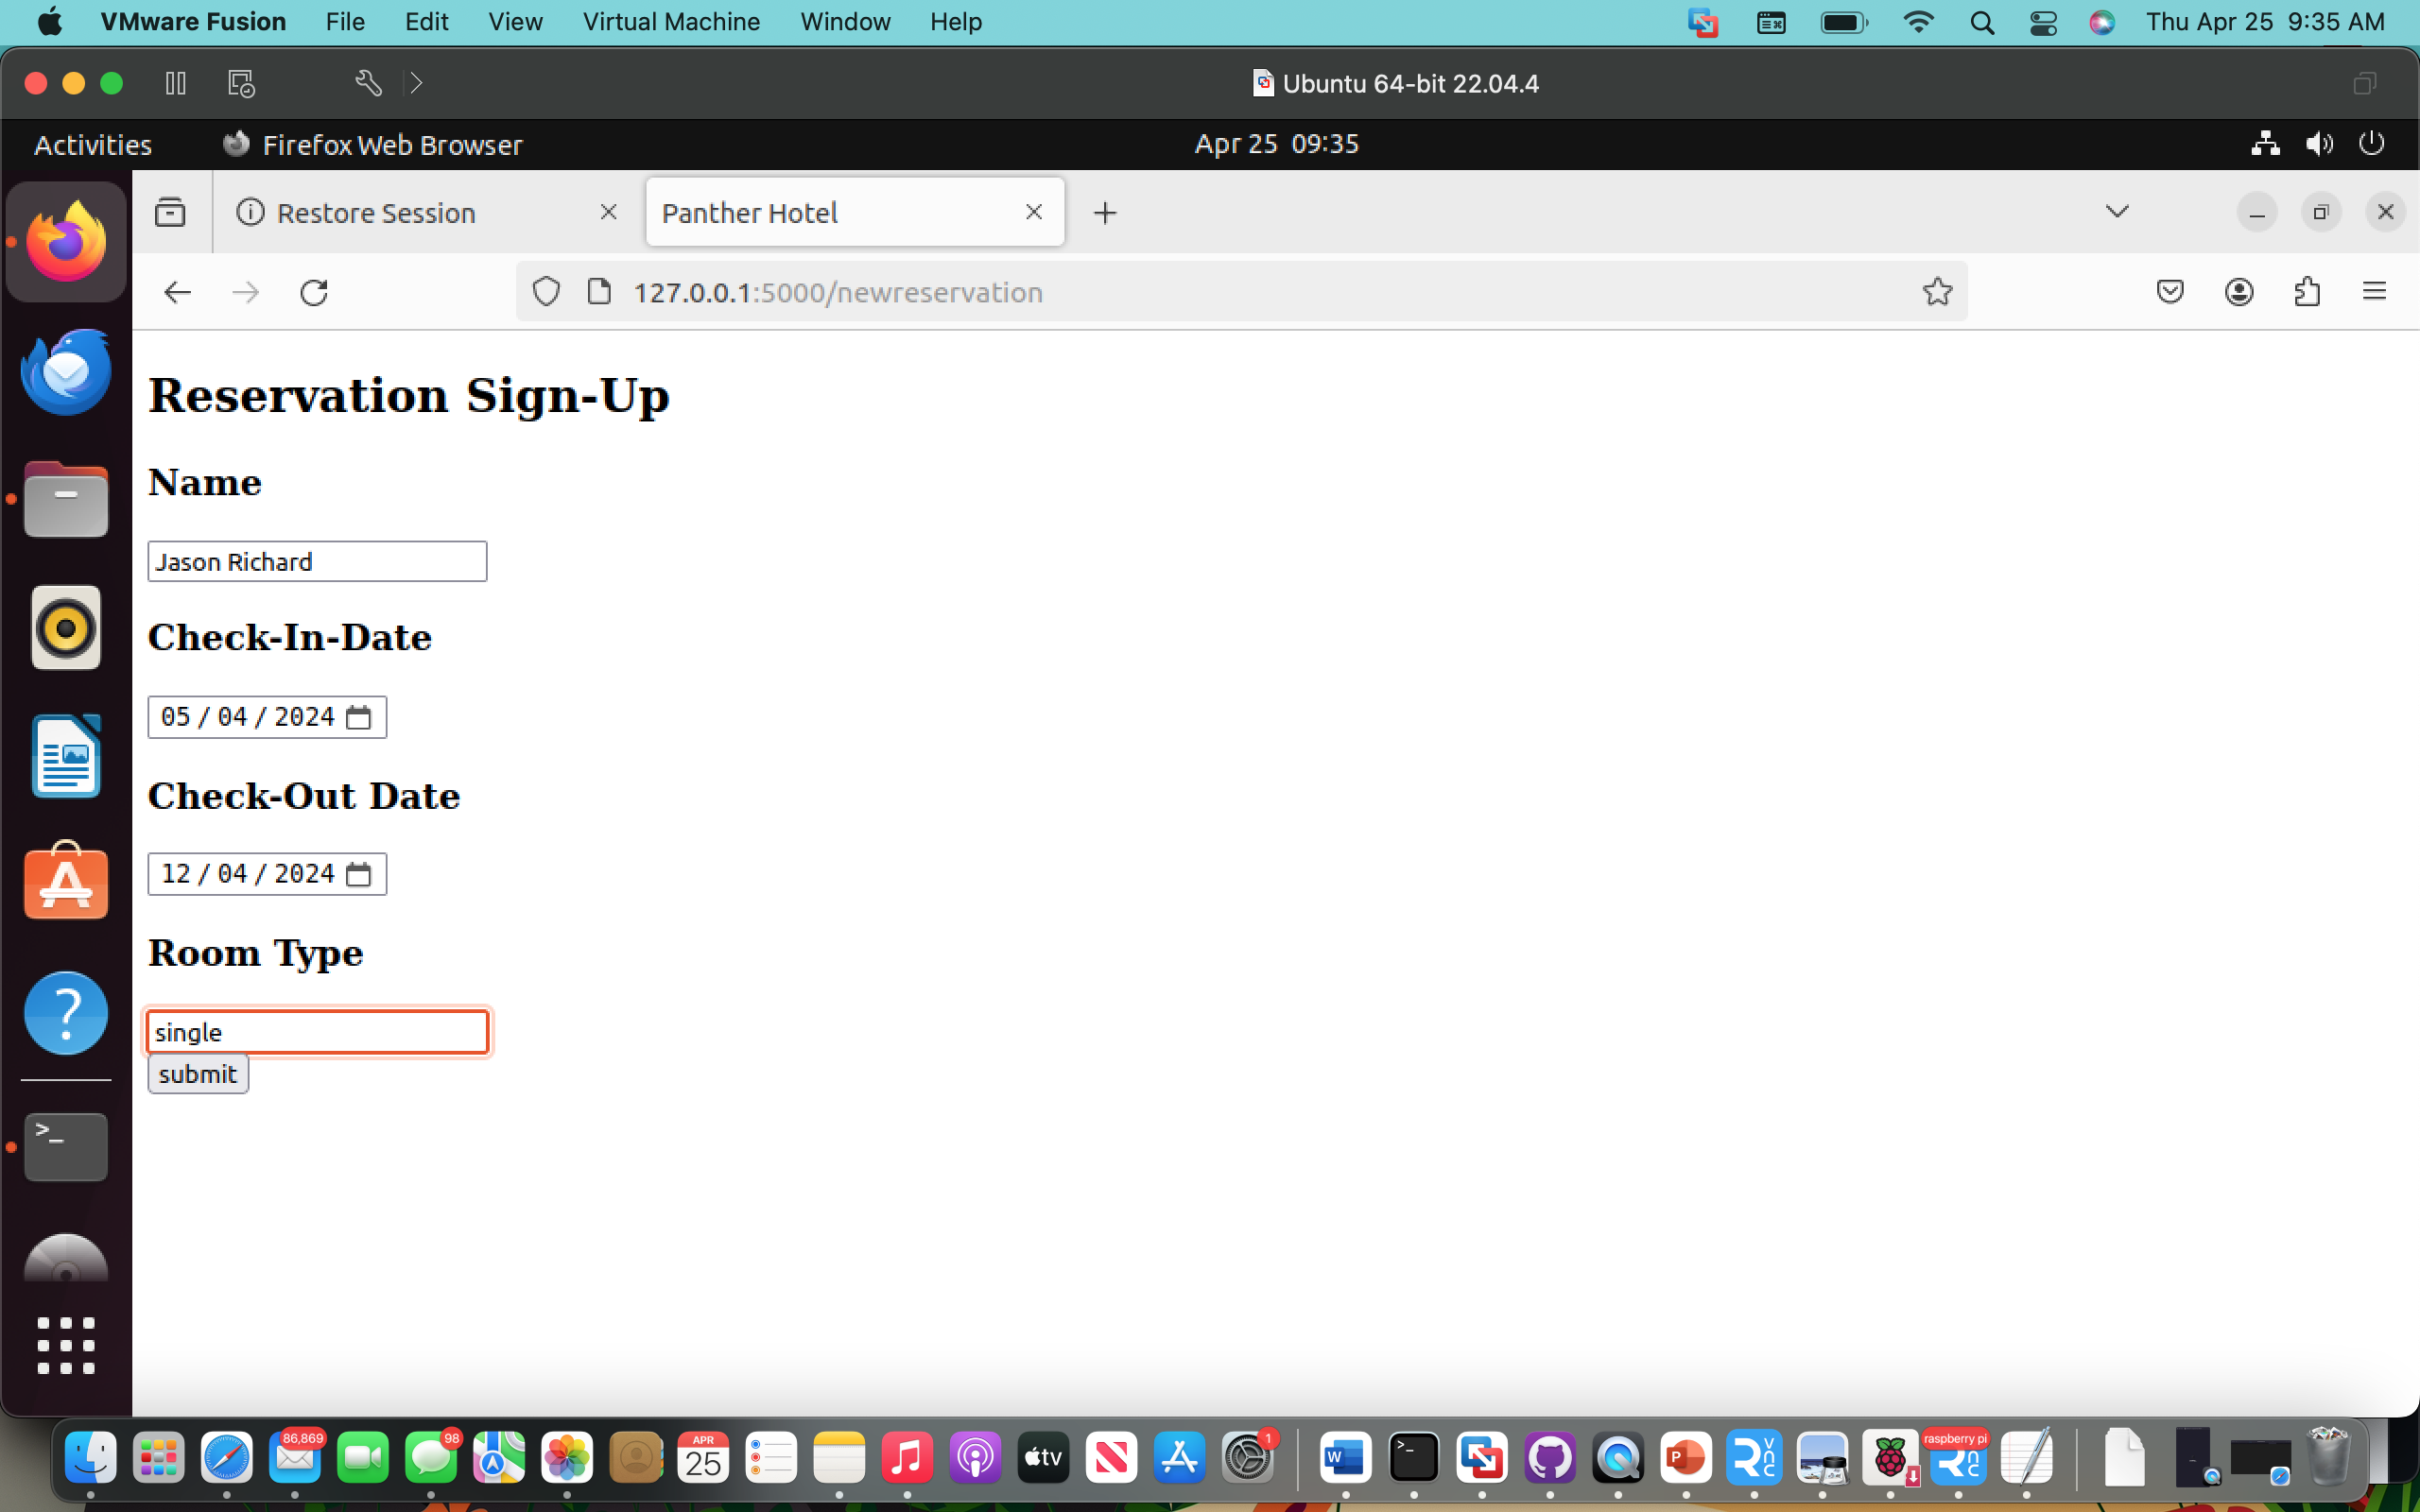 VMware Fusion File Edit View Virtual Machine Window Help Thu Apr 25 9:35 AM
Ubuntu 64-bit 22.04.4
Activities Firefox Web Browser Apr 25 09:35
Restore Session Panther Hotel
127.0.0.1:5000/newreservation
Reservation Sign-Up
Name
Jason Richard
Check-In-Date
05 / 04 / 2024
Check-Out Date
12 / 04 / 2024
Room Type
single
submit
86,869 98 APR 25 tv 1 W P V2 raspberry pi